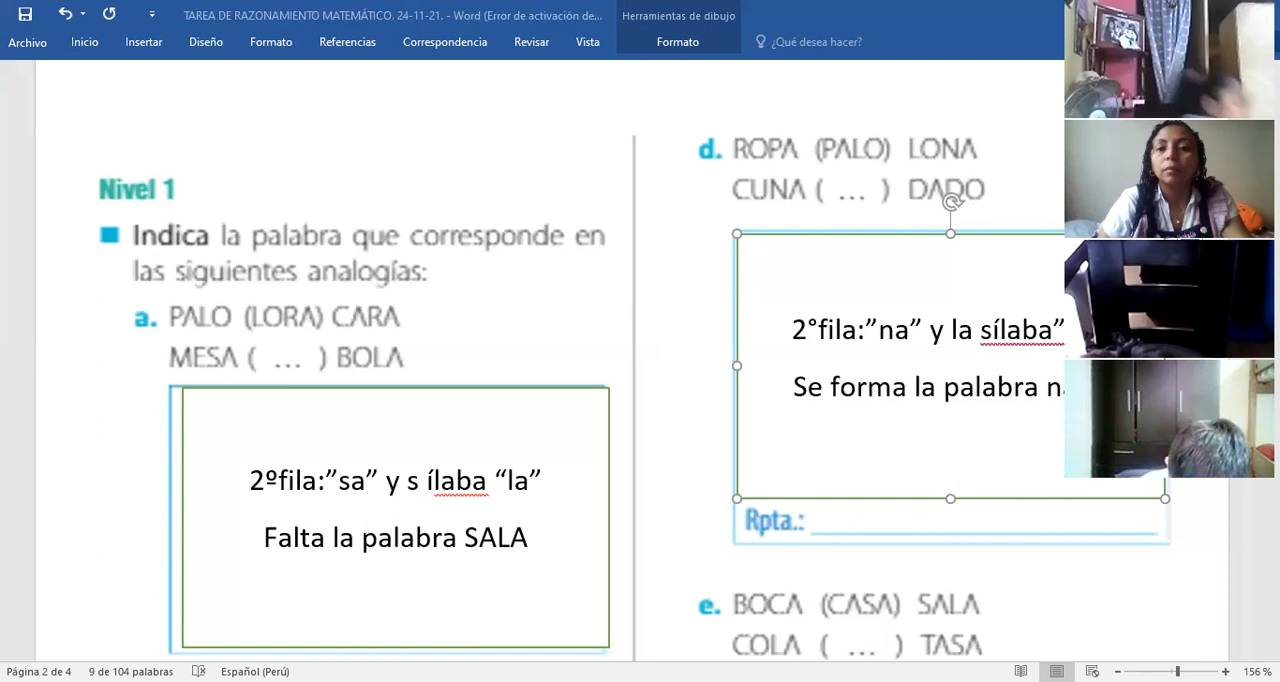 TAREA DE RAZONAMIENTO MATEMÁTICO. 24-11-21. - Word (Error de activación de...
Herramientas de dibujo
Archivo Inicio Insertar Diseño Formato Referencias Correspondencia Revisar Vista Formato ¿Qué desea hacer?
Nivel 1
Indica la palabra que corresponde en
las siguientes analogías:
a. PALO (LORA) CARA
MESA ( ... ) BOLA
2ºfila:”sa” y s ílaba “la”
Falta la palabra SALA
d. ROPA (PALO) LONA
CUNA ( ... ) DADO
2°fila:”na” y la sílaba”
Se forma la palabra
Rpta.:
e. BOCA (CASA) SALA
COLA ( ... ) TASA
Página 2 de 4 9 de 104 palabras Español (Perú) 156 %